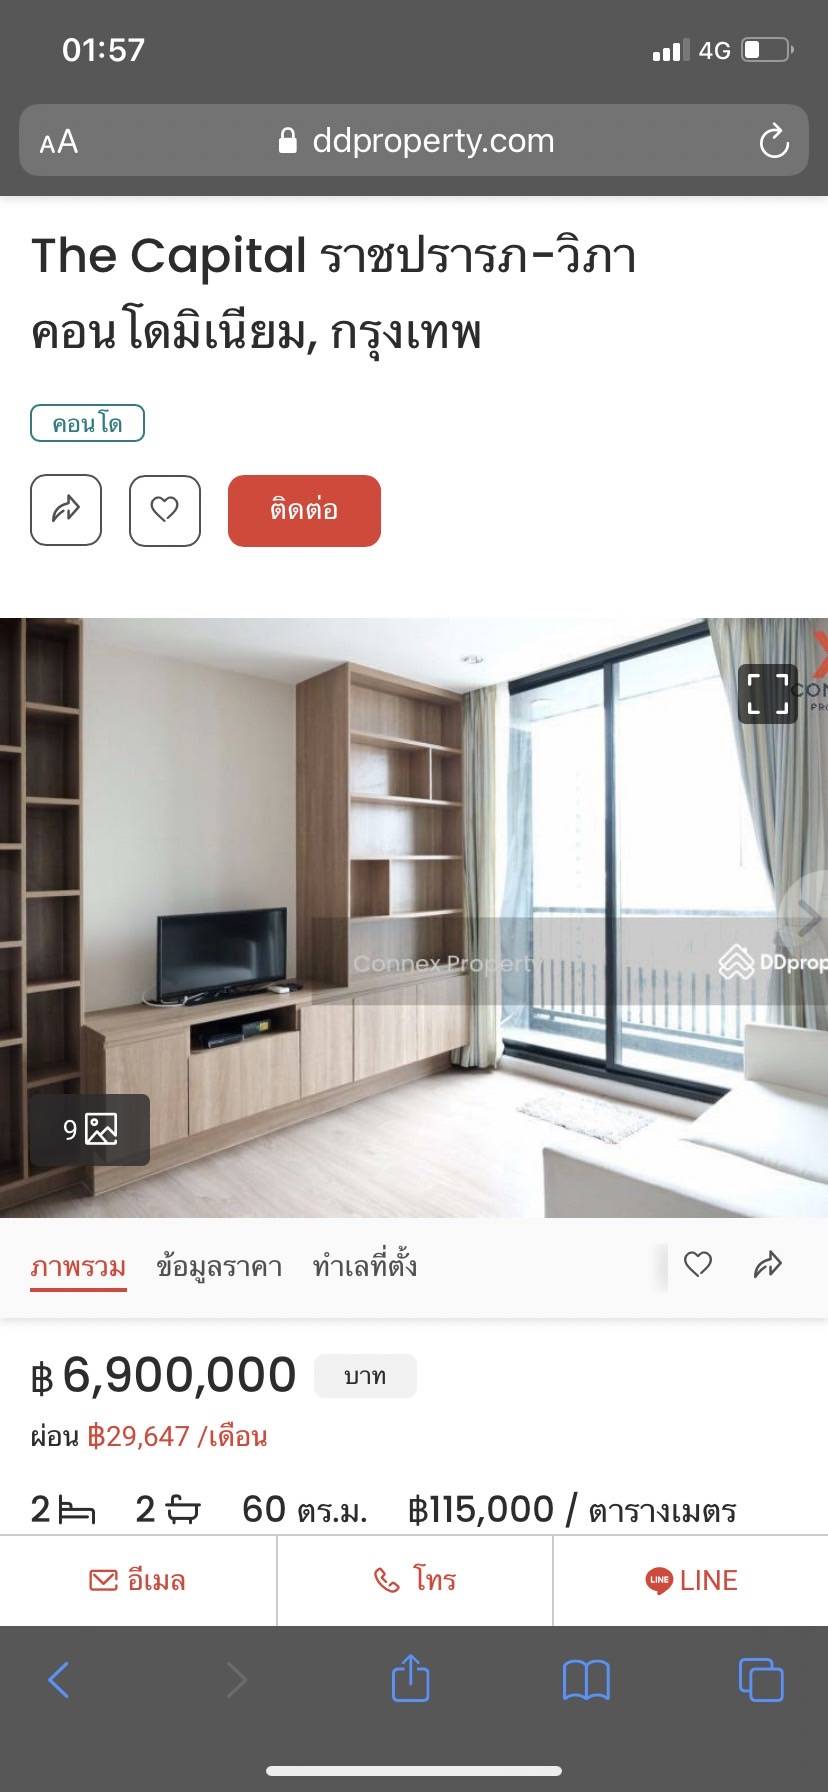 01:57
4G
AA
ddproperty.com
The Capital ราชปรารภ-วิภา
คอนโดมิเนียม, กรุงเทพ
คอนโด
ติดต่อ
Connex Property
DDprop
9
ภาพรวม ข้อมูลราคา ทำเลที่ตั้ง
฿ 6,900,000 บาท
ผ่อน ฿29,647 /เดือน
2 2 60 ตร.ม. ฿115,000 / ตารางเมตร
อีเมล โทร LINE LINE